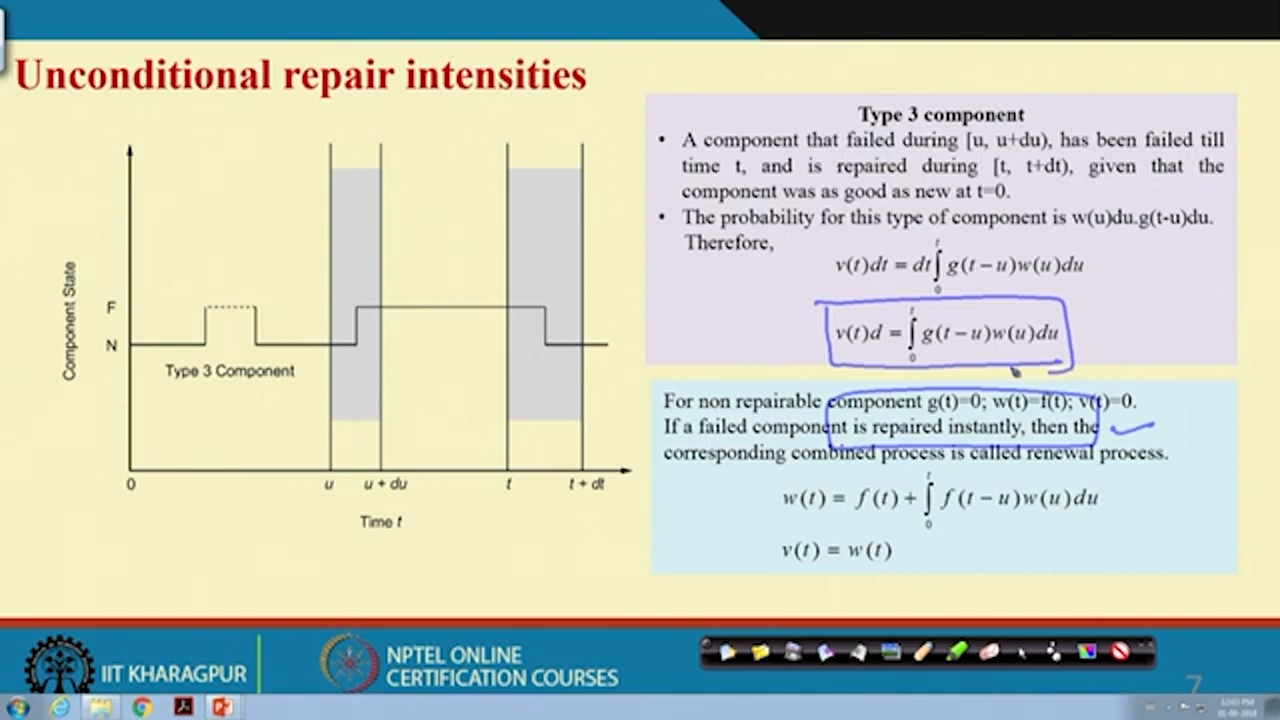 Unconditional repair intensities
Component State
F
N
Type 3 Component
0
u
u + du
t
t + dt
Time t
Type 3 component
• A component that failed during [u, u+du), has been failed till
time t, and is repaired during [t, t+dt), given that the
component was as good as new at t=0.
• The probability for this type of component is w(u)du.g(t-u)du.
Therefore,
v(t)dt = dt∫₀ᵗ g(t − u)w(u)du
v(t)d = ∫₀ᵗ g(t − u)w(u)du
For non repairable component g(t)=0; w(t)=f(t); v(t)=0.
If a failed component is repaired instantly, then the
corresponding combined process is called renewal process.
w(t) = f(t) + ∫₀ᵗ f(t − u)w(u)du
v(t) = w(t)
IIT KHARAGPUR
NPTEL ONLINE
CERTIFICATION COURSES
7